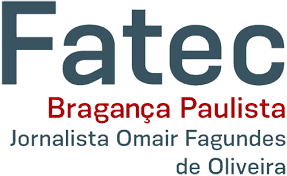 Fatec
Bragança Paulista
Jornalista Omair Fagundes
de Oliveira